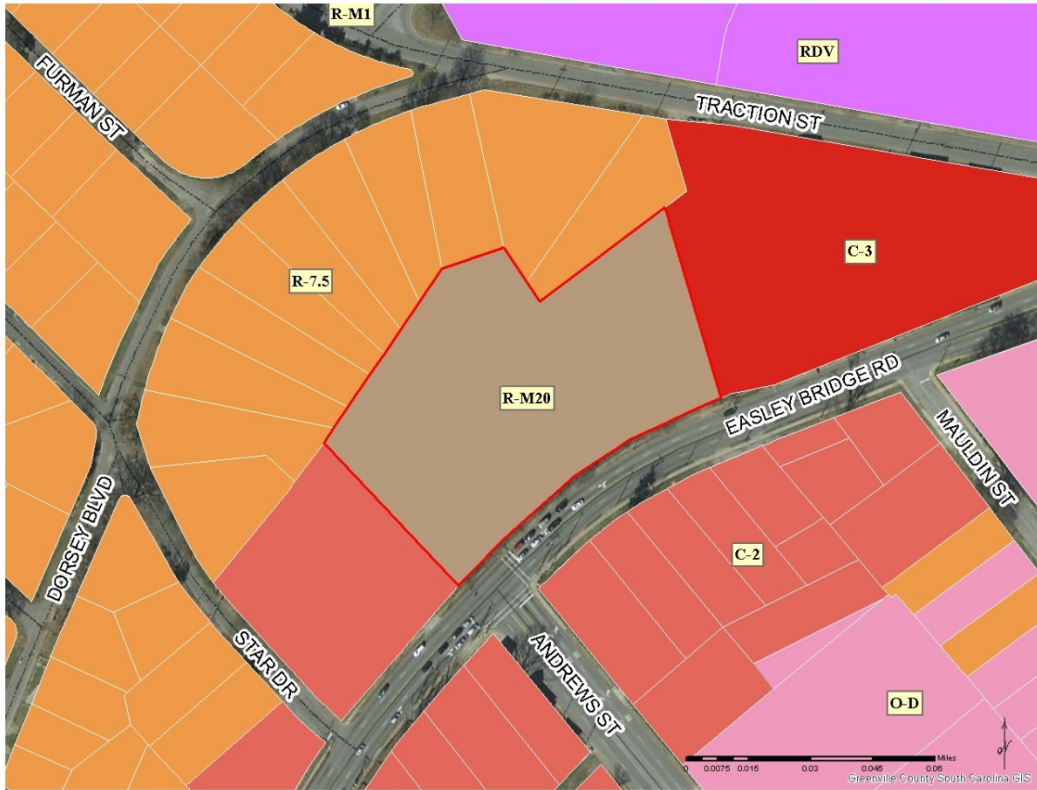 R-M1
RDV
FURMAN ST
TRACTION ST
C-3
R-7.5
R-M20
EASLEY BRIDGE RD
MAULDIN ST
DORSEY BLVD
C-2
STAR DR
ANDREWS ST
O-D
Miles
0 0.0075 0.015 0.03 0.045 0.06
Greenville County South Carolina GIS